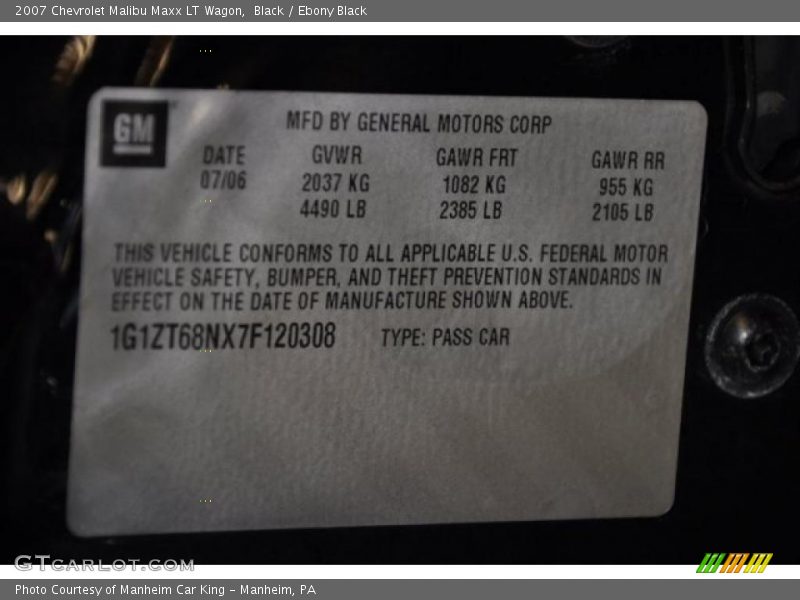 2007 Chevrolet Malibu Maxx LT Wagon,  Black / Ebony Black
GM
MFD BY GENERAL MOTORS CORP
DATE GVWR GAWR FRT GAWR RR
07/06 2037 KG 1082 KG 955 KG
4490 LB 2385 LB 2105 LB
THIS VEHICLE CONFORMS TO ALL APPLICABLE U.S. FEDERAL MOTOR
VEHICLE SAFETY, BUMPER, AND THEFT PREVENTION STANDARDS IN
EFFECT ON THE DATE OF MANUFACTURE SHOWN ABOVE.
1G1ZT68NX7F120308 TYPE: PASS CAR
GTCARLOT.COM
Photo Courtesy of Manheim Car King - Manheim, PA